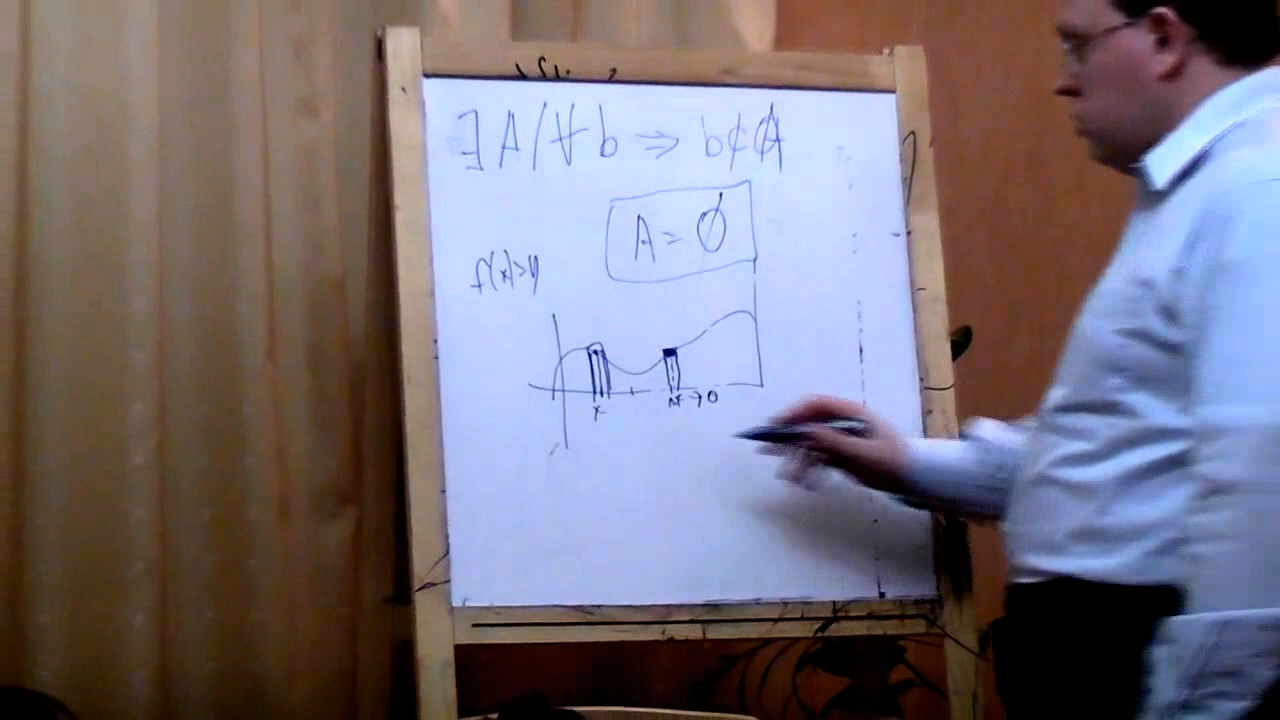 ∃ A / ∀ b ⇒ b ∉ A
A = ∅
f(x)=y
x Δx → 0